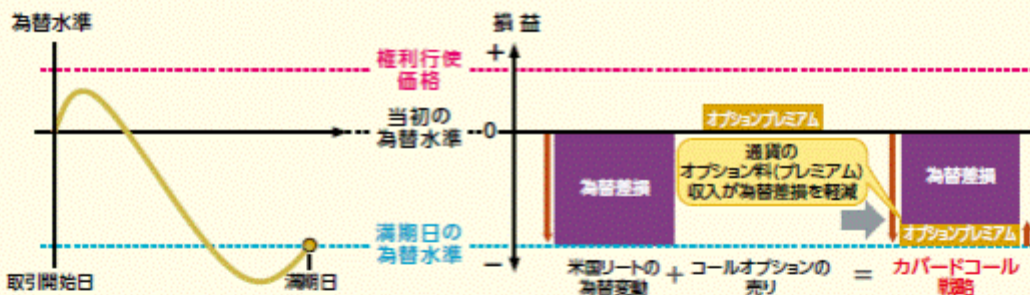 為替水準
取引開始日
満期日
権利行使
価格
当初の
為替水準
満期日の
為替水準
損益
+
0
−
為替差損
米国リートの
為替変動
+
オプションプレミアム
通貨の
オプション料(プレミアム)
収入が為替差損を軽減
コールオプションの
売り
=
為替差損
オプションプレミアム
カバードコール
戦略